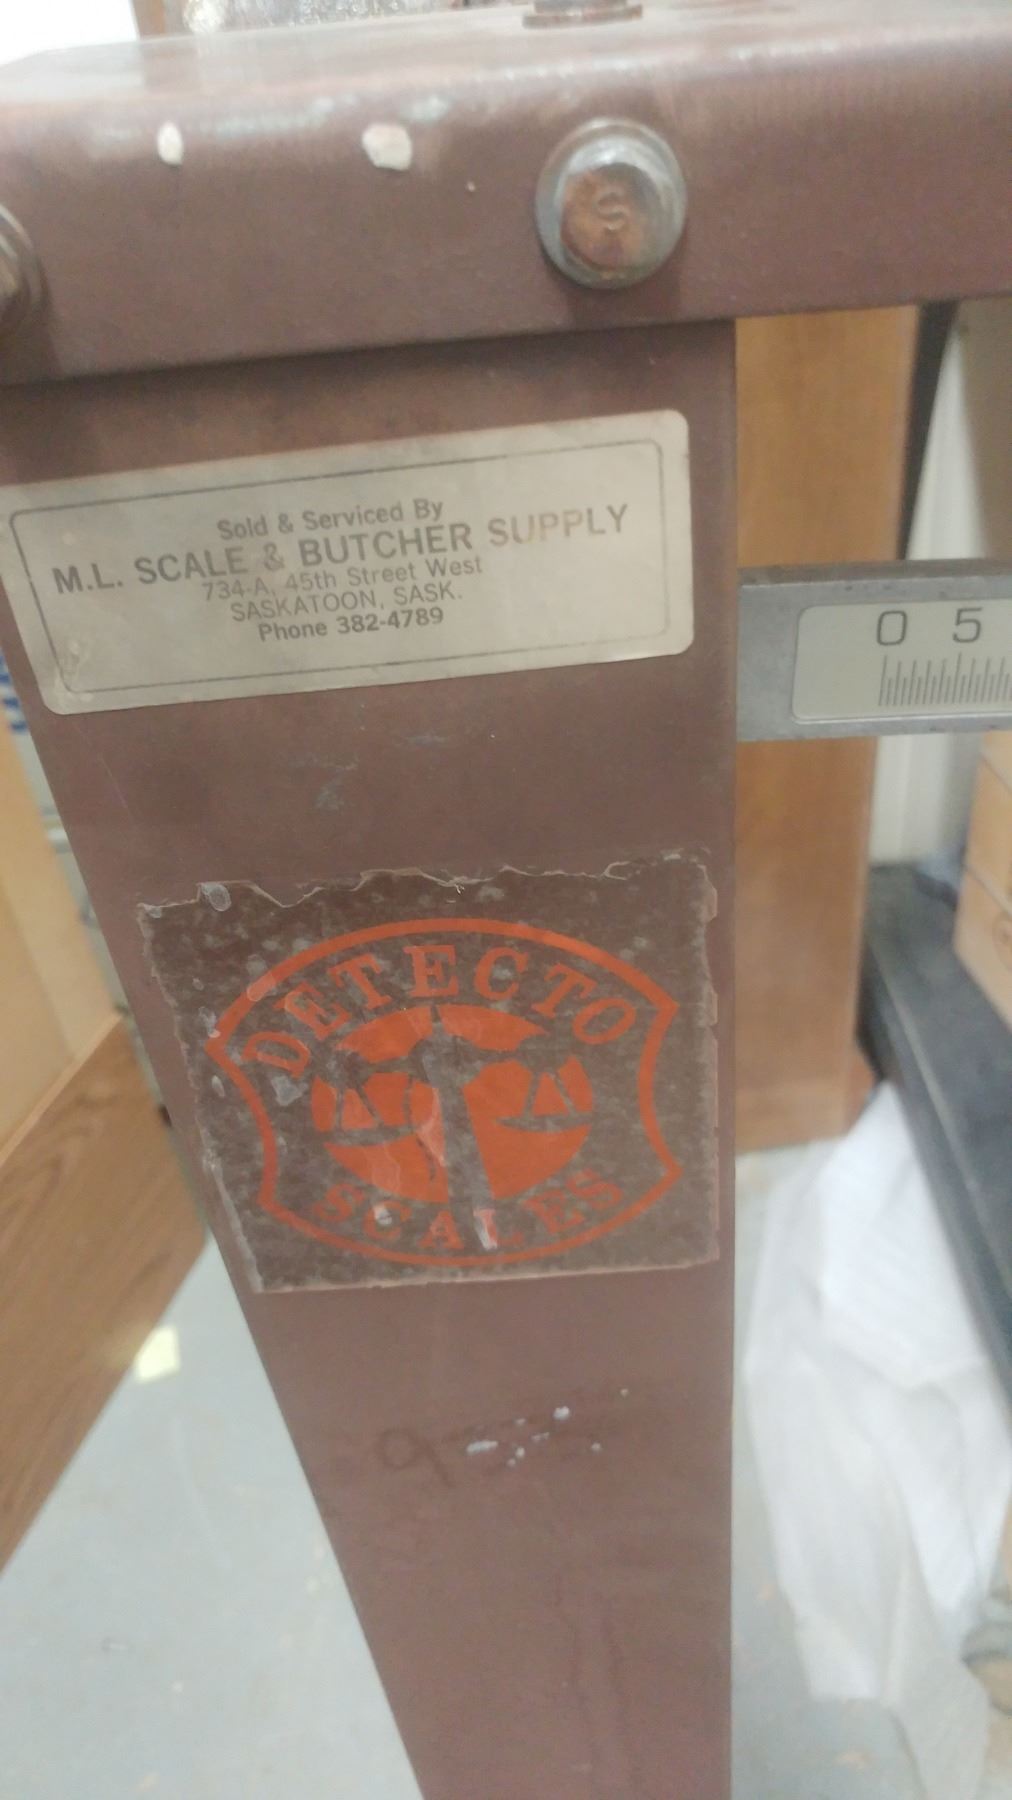 S
Sold & Serviced By
M.L. SCALE & BUTCHER SUPPLY
734-A, 45th Street West
SASKATOON, SASK.
Phone 382-4789
0 5
DETECTO
SCALES